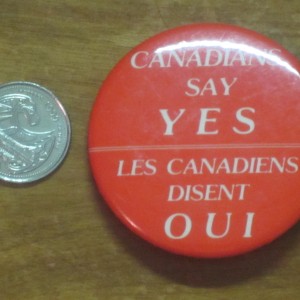 CANADIANS
SAY
YES
LES CANADIENS
DISENT
OUI